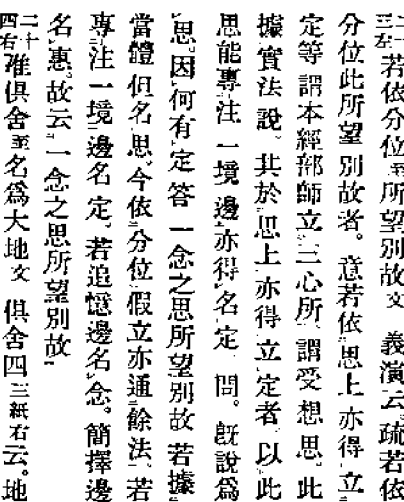 二十三左若依分位至所望別故文 義演云疏若依
分位此所望別故者。意若依思上亦得立
定等謂本經部師立三心所謂受想思。此
據實法說。其於思上亦得立定者以此
思能專注一境邊亦得名定 問。既說爲
思。因何有定答一念之思所望別故若據
當體但名思今依分位假立亦通餘法。若
專注一境邊名定。若追憶邊名念。簡擇邊
名惠。故云一念之思所望別故
二十四右唯俱舍至名爲大地文 俱舍四三紙右云。地